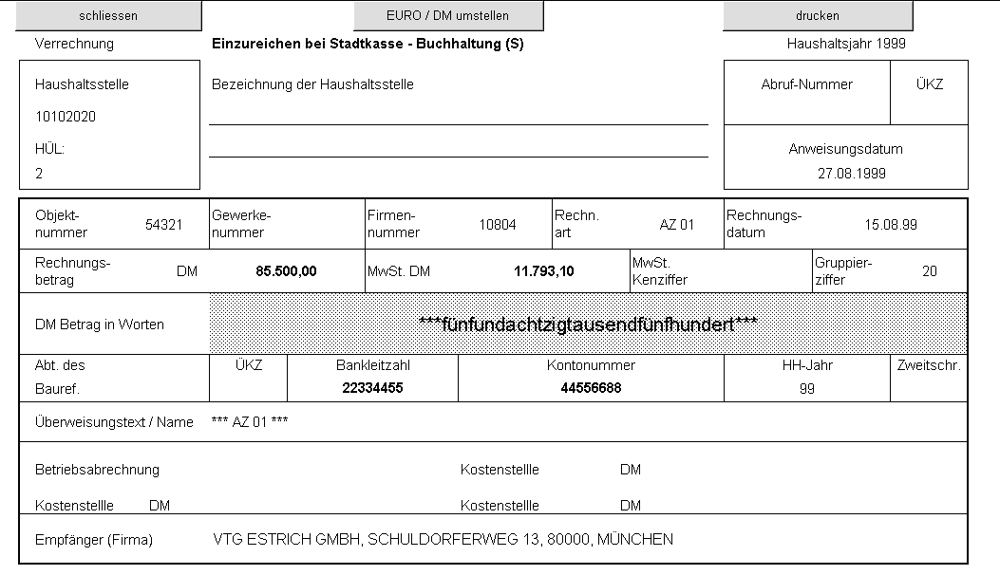 schliessen EURO / DM umstellen drucken
Verrechnung Einzureichen bei Stadtkasse - Buchhaltung (S) Haushaltsjahr 1999
Haushaltsstelle Bezeichnung der Haushaltsstelle Abruf-Nummer ÜKZ
10102020
HÜL: Anweisungsdatum
2 27.08.1999
Objekt- Gewerke- Firmen- Rechn. Rechnungs-
nummer 54321 nummer nummer 10804 art AZ 01 datum 15.08.99
Rechnungs- MwSt. Gruppier-
betrag DM 85.500,00 MwSt. DM 11.793,10 Kenziffer ziffer 20
DM Betrag in Worten ***fünfundachtzigtausendfünfhundert***
Abt. des ÜKZ Bankleitzahl Kontonummer HH-Jahr Zweitschr.
Bauref. 22334455 44556688 99
Überweisungstext / Name *** AZ 01 ***
Betriebsabrechnung Kostenstellle DM
Kostenstellle DM Kostenstellle DM
Empfänger (Firma) VTG ESTRICH GMBH, SCHULDORFERWEG 13, 80000, MÜNCHEN